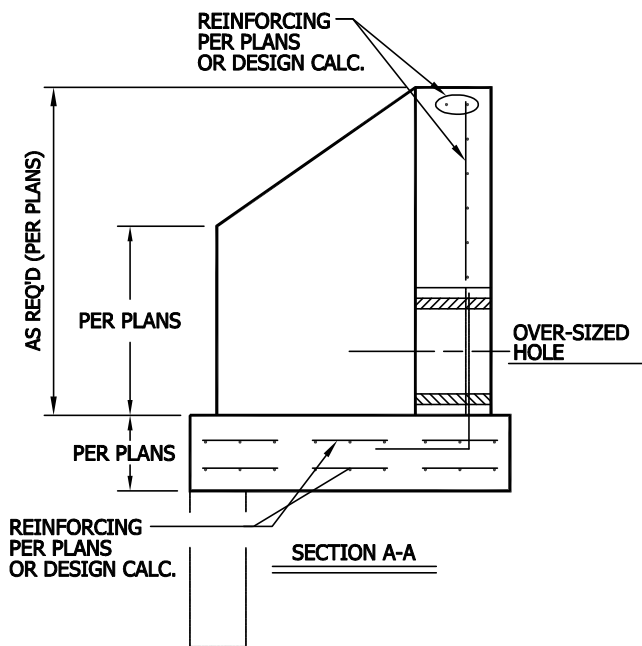 REINFORCING
PER PLANS
OR DESIGN CALC.
AS REQ'D (PER PLANS)
PER PLANS
OVER-SIZED
HOLE
PER PLANS
REINFORCING
PER PLANS
OR DESIGN CALC.
SECTION A-A